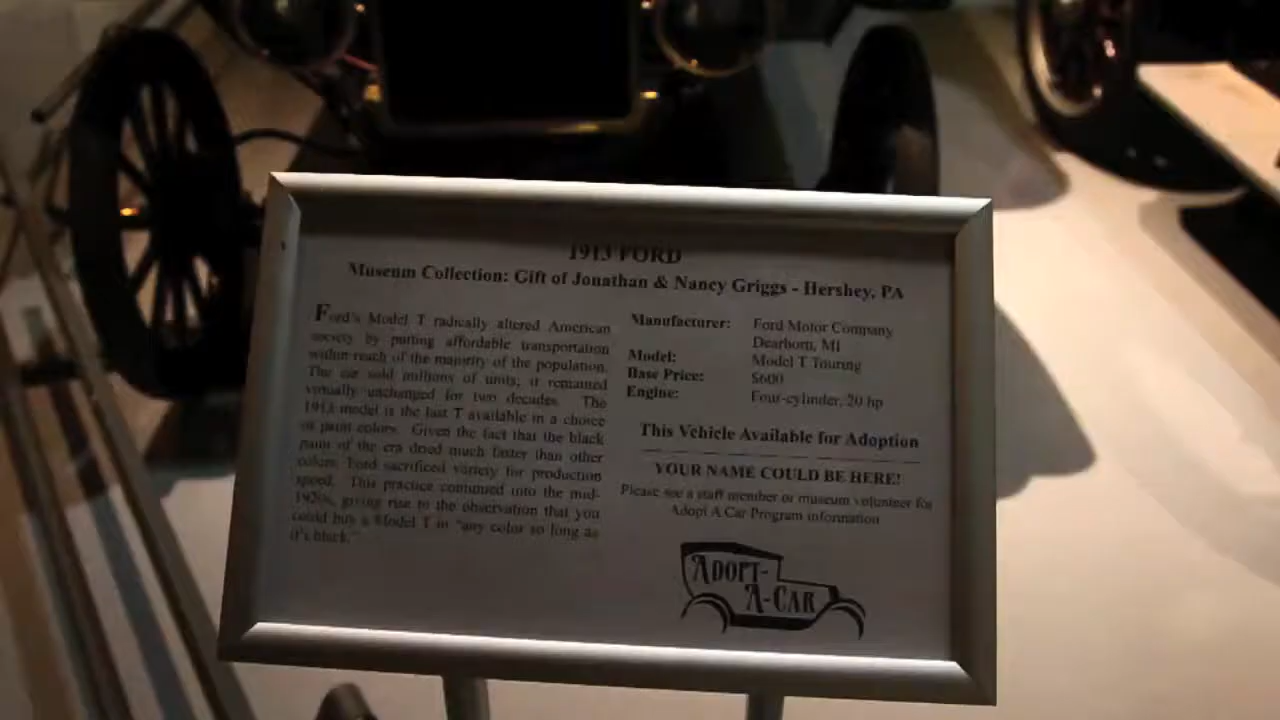 1913 FORD
Museum Collection: Gift of Jonathan & Nancy Griggs - Hershey, PA
Ford's Model T radically altered American
society by putting affordable transportation
within reach of the majority of the population.
The car sold millions of units; it remained
virtually unchanged for two decades. The
1913 model is the last T available in a choice
of paint colors. Given the fact that the black
paint of the era dried much faster than other
colors, Ford sacrificed variety for production
speed. This practice continued into the mid-
1920s, giving rise to the observation that you
could buy a Model T in "any color so long as
it's black."
Manufacturer: Ford Motor Company
Dearborn, MI
Model: Model T Touring
Base Price: $600
Engine: Four-cylinder, 20 hp
This Vehicle Available for Adoption
YOUR NAME COULD BE HERE!
Please see a staff member or museum volunteer for
Adopt A Car Program information
ADOPT-
A-CAR